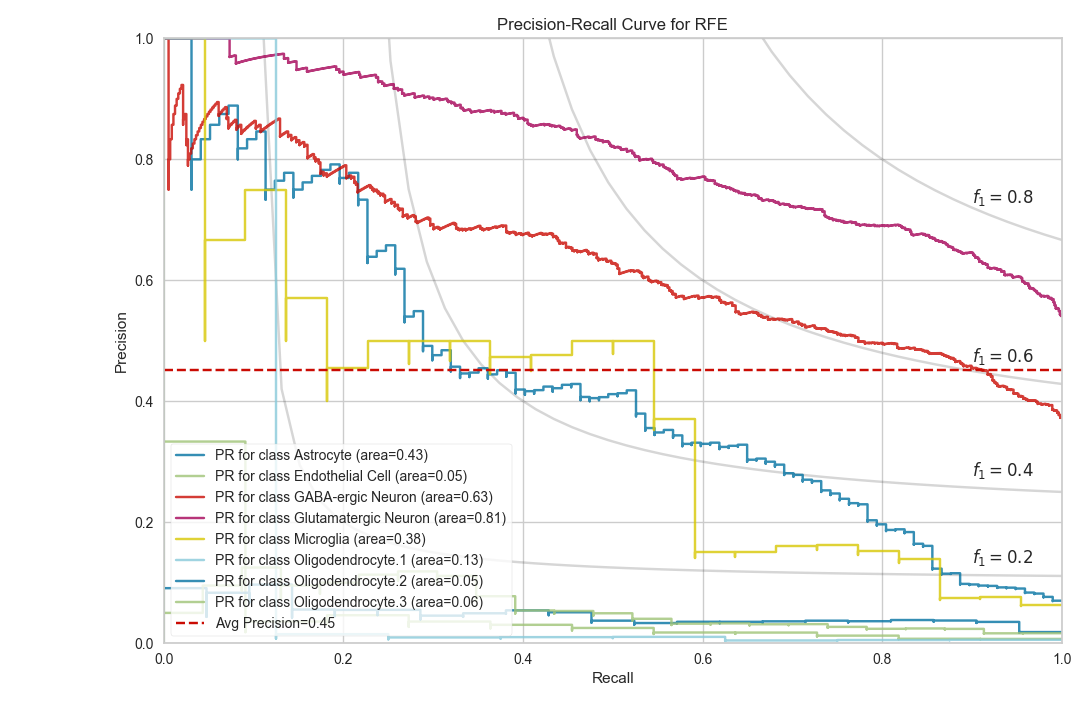 Precision-Recall Curve for RFE
1.0
0.8
0.6
0.4
0.2
0.0
Precision
f1 = 0.8
f1 = 0.6
f1 = 0.4
f1 = 0.2
PR for class Astrocyte (area=0.43)
PR for class Endothelial Cell (area=0.05)
PR for class GABA-ergic Neuron (area=0.63)
PR for class Glutamatergic Neuron (area=0.81)
PR for class Microglia (area=0.38)
PR for class Oligodendrocyte.1 (area=0.13)
PR for class Oligodendrocyte.2 (area=0.05)
PR for class Oligodendrocyte.3 (area=0.06)
Avg Precision=0.45
0.0 0.2 0.4 0.6 0.8 1.0
Recall